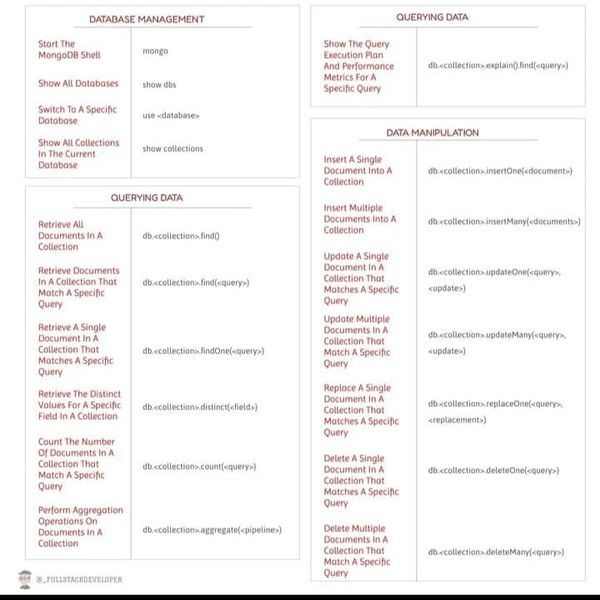 DATABASE MANAGEMENT
Start The
MongoDB Shell
mongo
Show All Databases
show dbs
Switch To A Specific
Database
use <database>
Show All Collections
In The Current
Database
show collections
QUERYING DATA
Retrieve All
Documents In A
Collection
db.<collection>.find()
Retrieve Documents
In A Collection That
Match A Specific
Query
db.<collection>.find(<query>)
Retrieve A Single
Document In A
Collection That
Matches A Specific
Query
db.<collection>.findOne(<query>)
Retrieve The Distinct
Values For A Specific
Field In A Collection
db.<collection>.distinct(<field>)
Count The Number
Of Documents In A
Collection That
Match A Specific
Query
db.<collection>.count(<query>)
Perform Aggregation
Operations On
Documents In A
Collection
db.<collection>.aggregate(<pipeline>)
@_FULLSTACKDEVELOPER
QUERYING DATA
Show The Query
Execution Plan
And Performance
Metrics For A
Specific Query
db.<collection>.explain().find(<query>)
DATA MANIPULATION
Insert A Single
Document Into A
Collection
db.<collection>.insertOne(<document>)
Insert Multiple
Documents Into A
Collection
db.<collection>.insertMany(<documents>)
Update A Single
Document In A
Collection That
Matches A Specific
Query
db.<collection>.updateOne(<query>,
<update>)
Update Multiple
Documents In A
Collection That
Match A Specific
Query
db.<collection>.updateMany(<query>,
<update>)
Replace A Single
Document In A
Collection That
Matches A Specific
Query
db.<collection>.replaceOne(<query>,
<replacement>)
Delete A Single
Document In A
Collection That
Matches A Specific
Query
db.<collection>.deleteOne(<query>)
Delete Multiple
Documents In A
Collection That
Match A Specific
Query
db.<collection>.deleteMany(<query>)